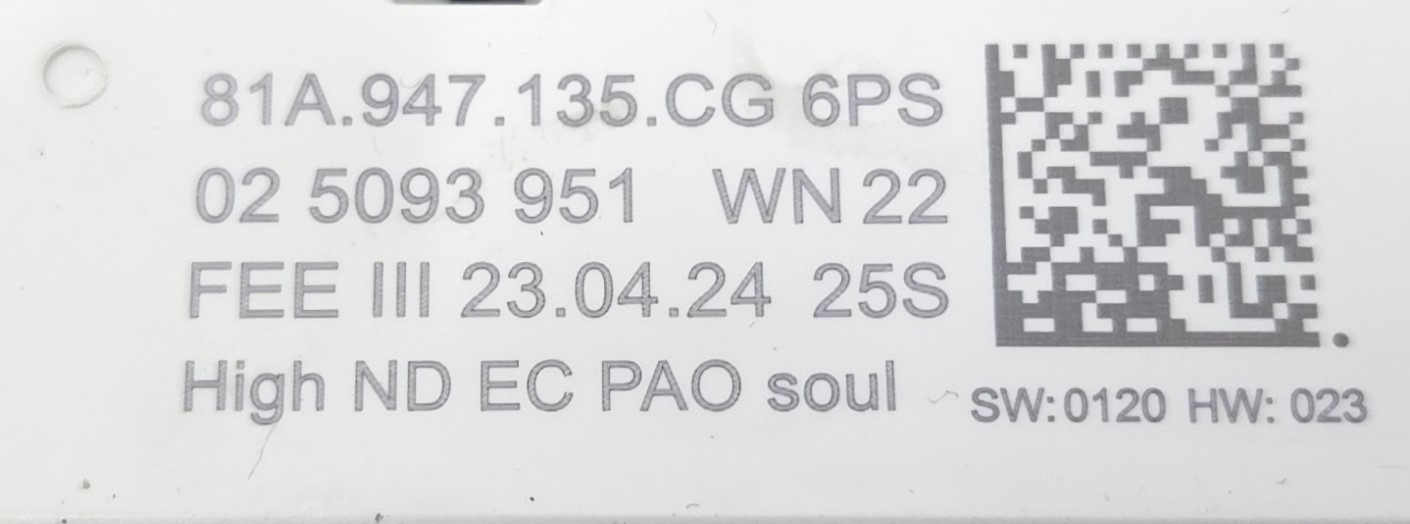 81A.947.135.CG 6PS
02 5093 951 WN 22
FEE III 23.04.24 25S
High ND EC PAO soul
SW:0120 HW: 023